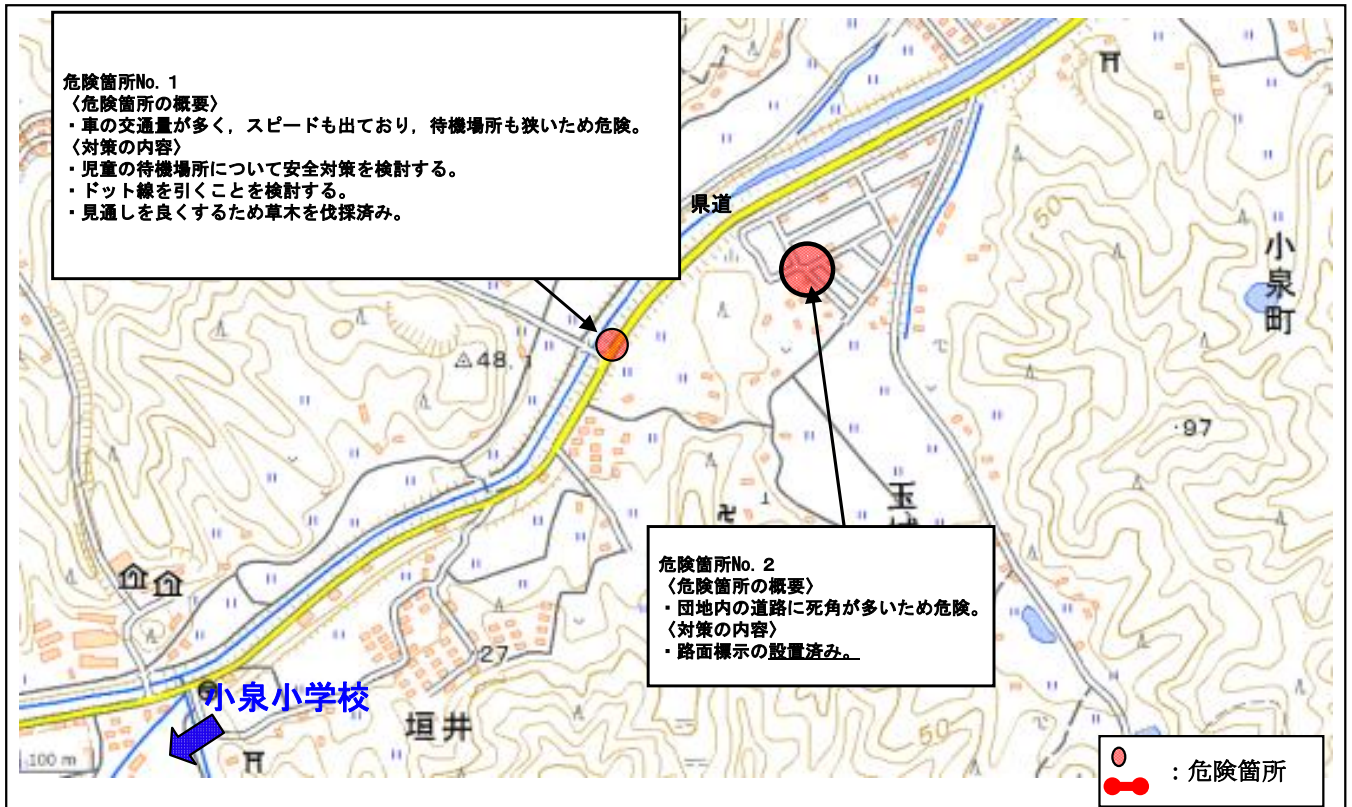 危険箇所No. 1
〈危険箇所の概要〉
・車の交通量が多く，スピードも出ており，待機場所も狭いため危険。
〈対策の内容〉
・児童の待機場所について安全対策を検討する。
・ドット線を引くことを検討する。
・見通しを良くするため草木を伐採済み。
県道
50
小泉町
48. 1
・97
玉
危険箇所No. 2
〈危険箇所の概要〉
・団地内の道路に死角が多いため危険。
〈対策の内容〉
・路面標示の設置済み。
27
小泉小学校
垣井
50
100 m
：危険箇所